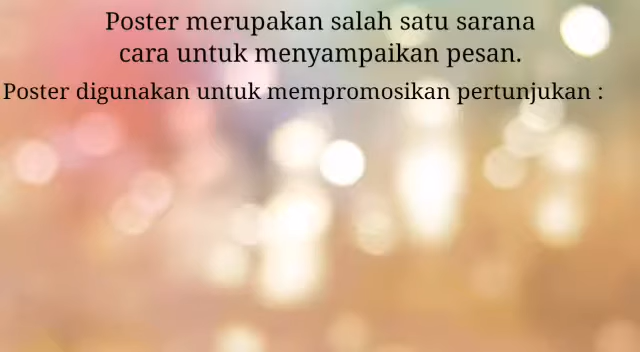 Poster merupakan salah satu sarana
cara untuk menyampaikan pesan.
Poster digunakan untuk mempromosikan pertunjukan :